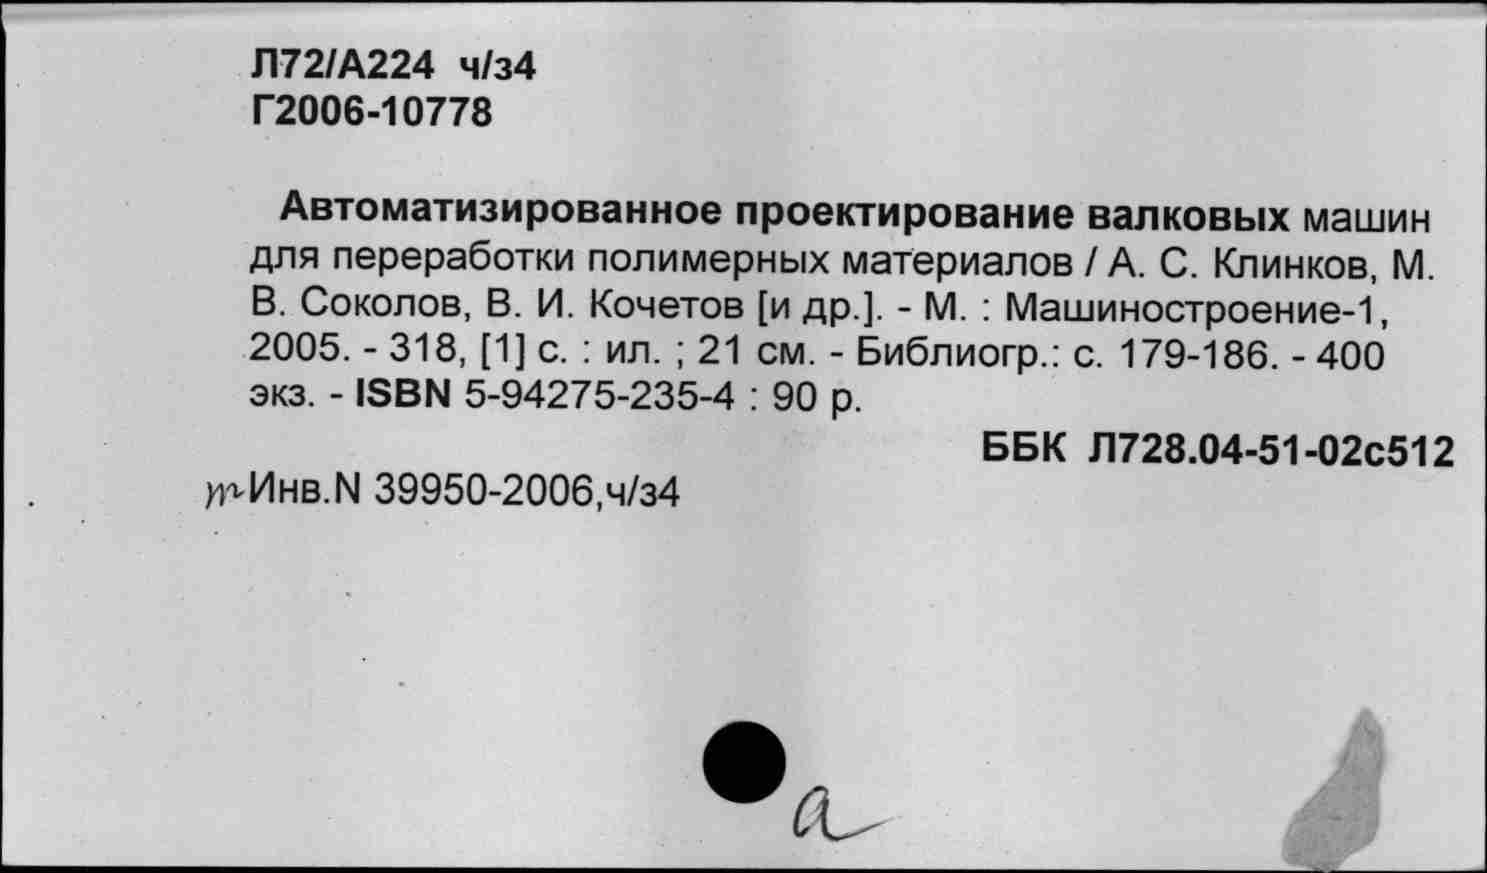 Л72/А224 ч/з4
Г2006-10778
Автоматизированное проектирование валковых машин
для переработки полимерных материалов / А. С. Клинков, М.
В. Соколов, В. И. Кочетов [и др.]. - М. : Машиностроение-1,
2005. - 318, [1] с. : ил. ; 21 см. - Библиогр.: с. 179-186. - 400
экз. - ISBN 5-94275-235-4 : 90 р.
ББК Л728.04-51-02с512
Инв.N 39950-2006,ч/з4
а